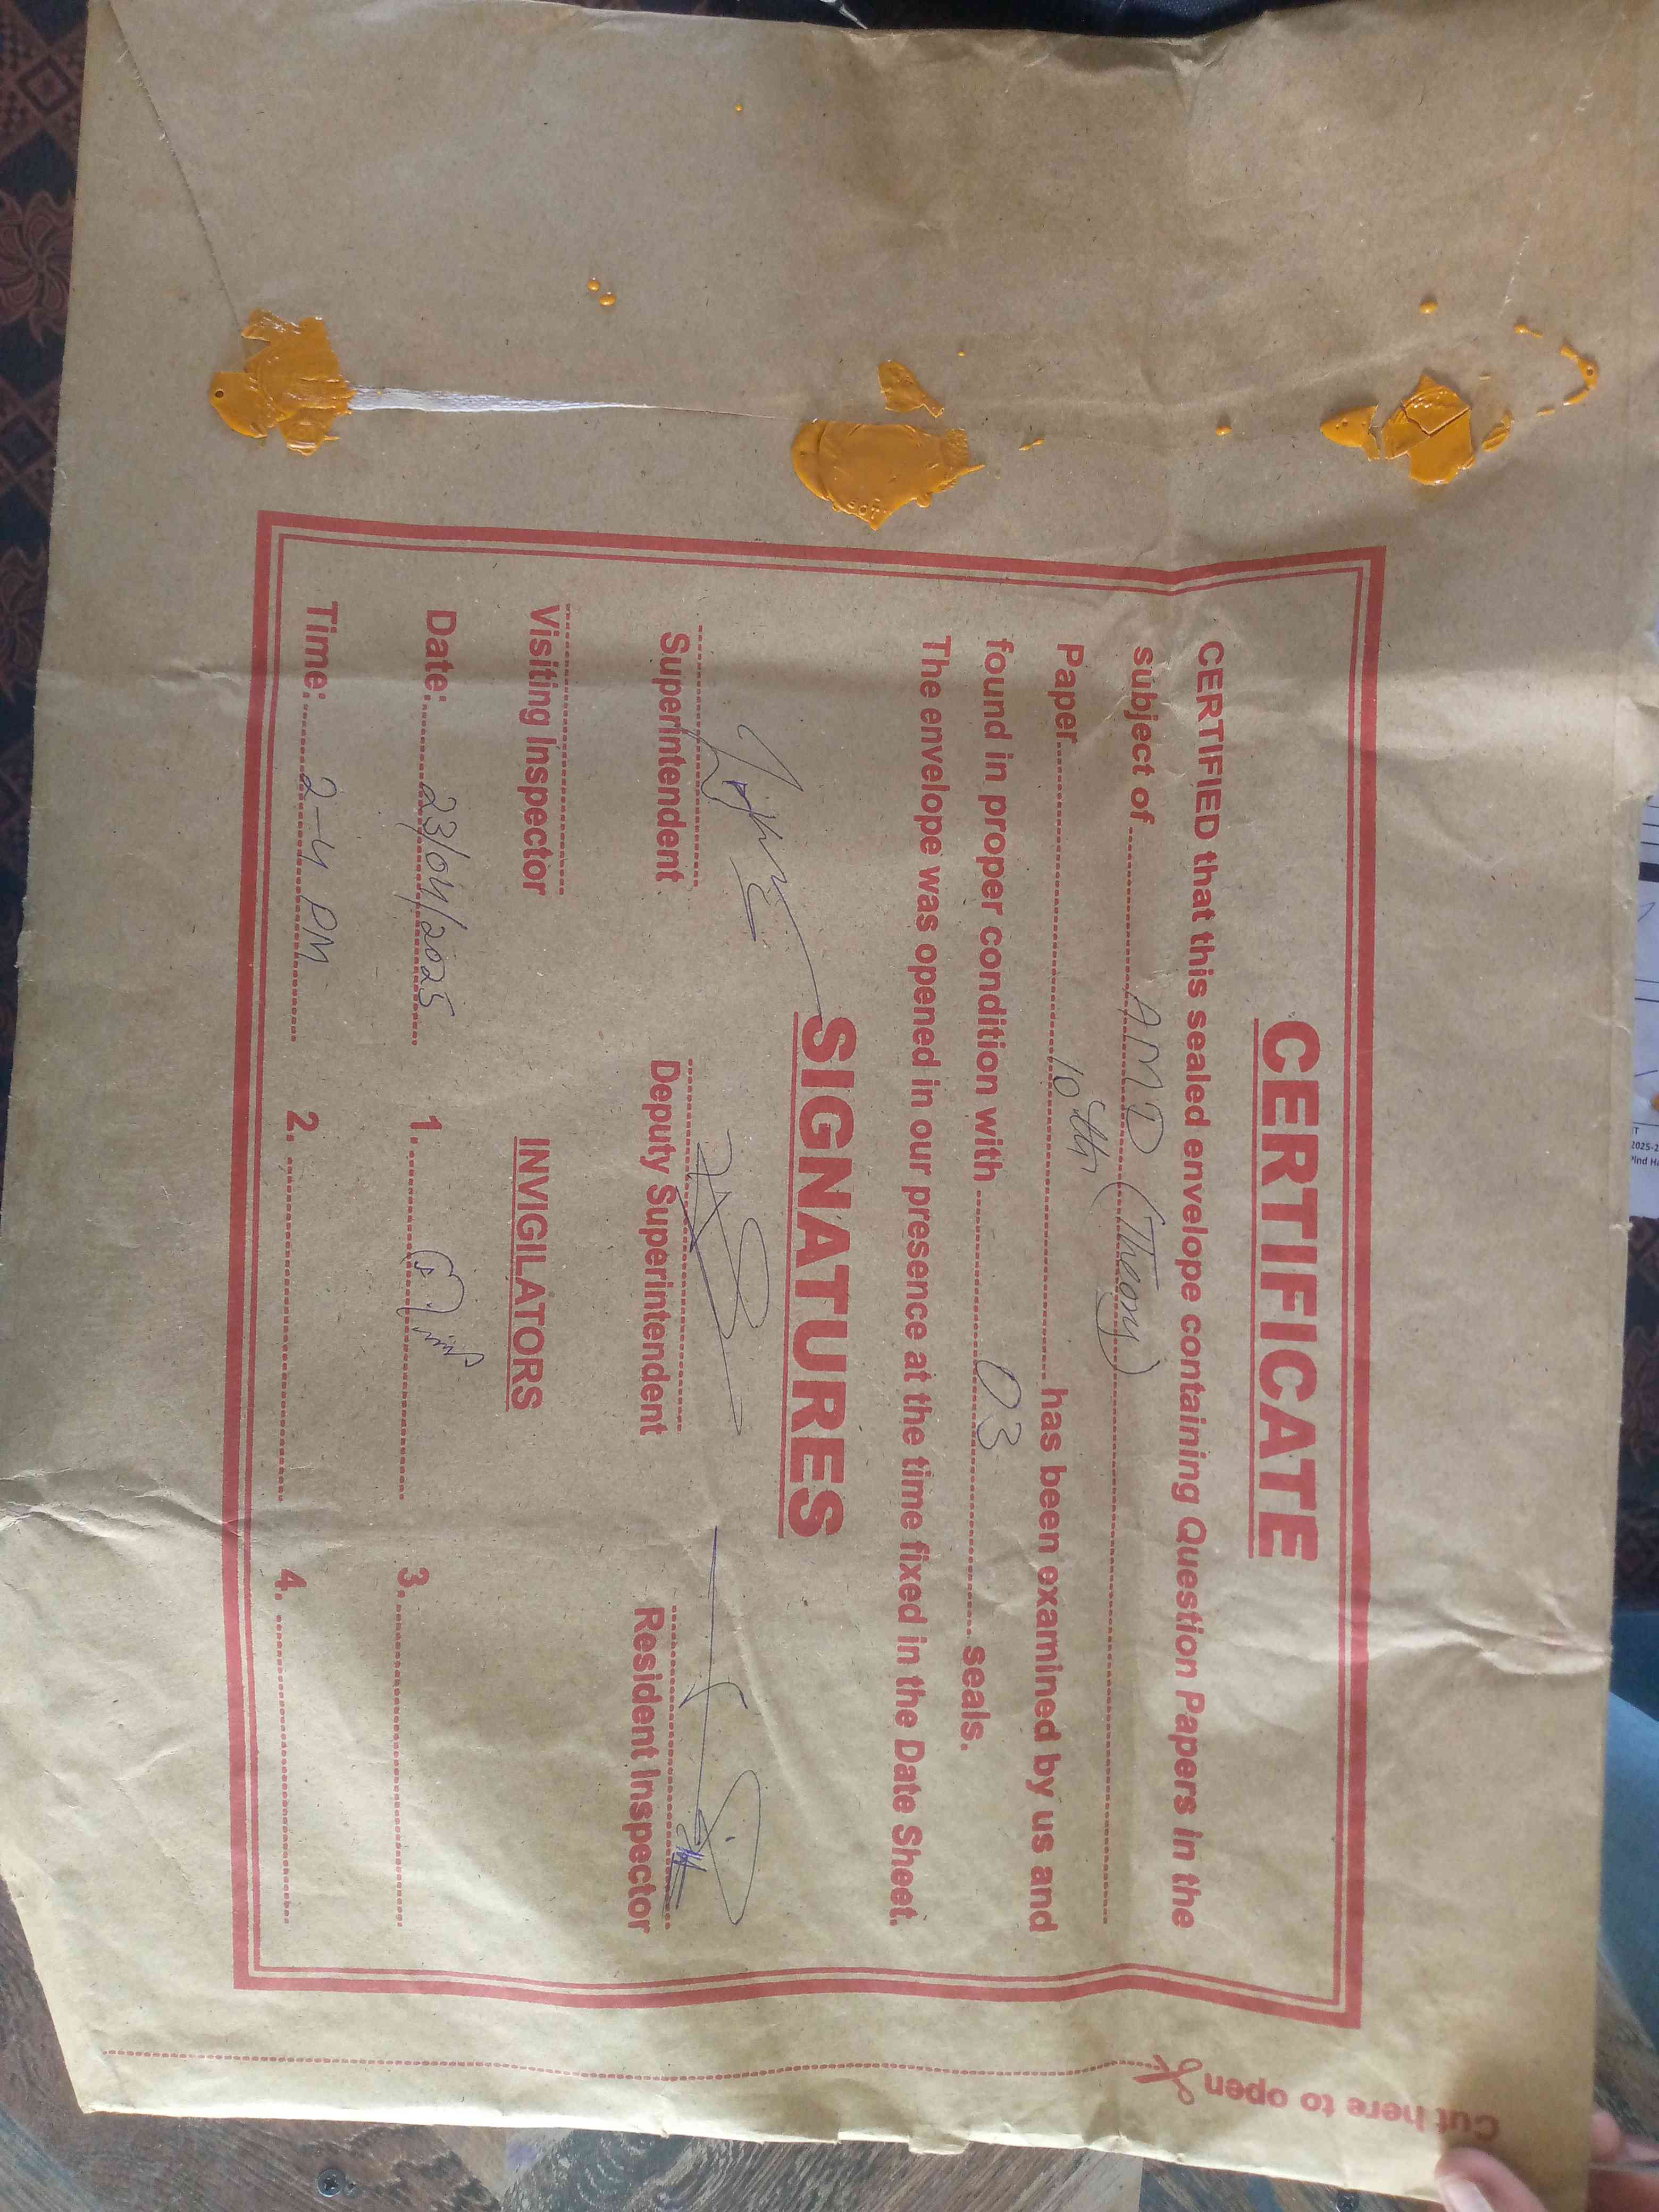 CERTIFICATE
CERTIFIED that this sealed envelope containing Question Papers in the
subject of AMD (Theory)
Paper 10th has been examined by us and
found in proper condition with 03 seals.
The envelope was opened in our presence at the time fixed in the Date Sheet.
SIGNATURES
Superintendent Deputy Superintendent Resident Inspector
Visiting Inspector INVIGILATORS
Date: 23/04/2025 1. 3.
Time: 2-4 PM 2. 4.
Cut here to open
2025-2